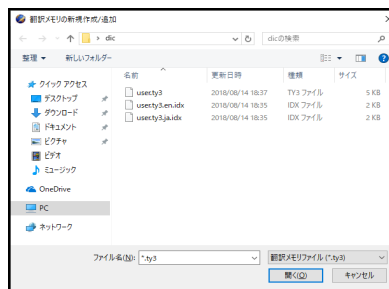 翻訳メモリの新規作成/追加
dic
dicの検索
整理
新しいフォルダー
名前 更新日時 種類 サイズ
user.ty3 2018/08/14 18:37 TY3 ファイル 5 KB
user.ty3.en.idx 2018/08/14 18:35 IDX ファイル 2 KB
user.ty3.ja.idx 2018/08/14 18:35 IDX ファイル 2 KB
クイック アクセス
デスクトップ
ダウンロード
ドキュメント
ピクチャ
ビデオ
ミュージック
OneDrive
PC
ネットワーク
ファイル名(N): *.ty3 翻訳メモリファイル (*.ty3)
開く(O) キャンセル